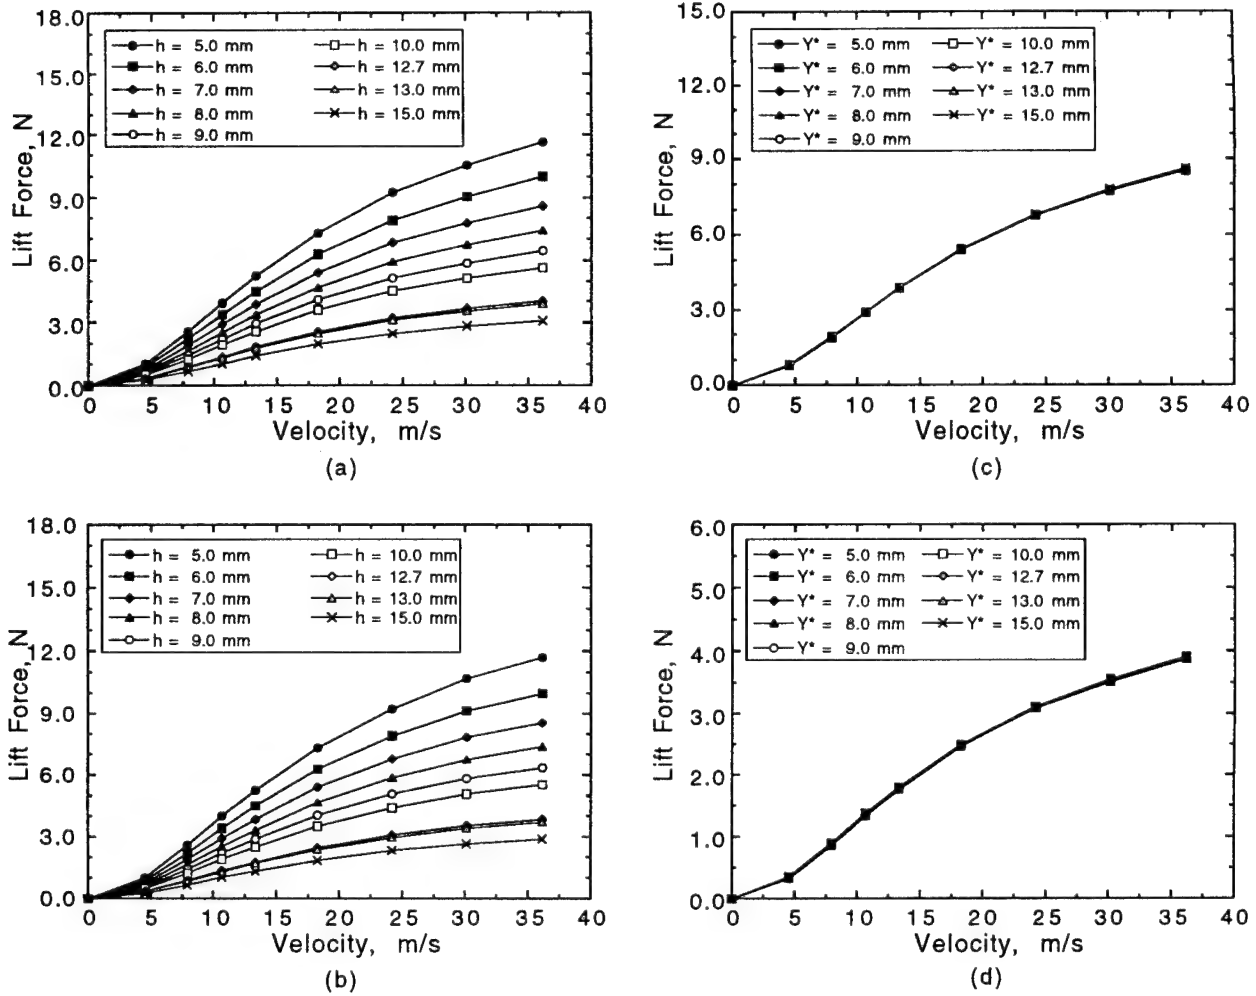 18.0
15.0
12.0
9.0
6.0
3.0
0.0
Lift Force, N
h = 5.0 mm
h = 6.0 mm
h = 7.0 mm
h = 8.0 mm
h = 9.0 mm
h = 10.0 mm
h = 12.7 mm
h = 13.0 mm
h = 15.0 mm
0 5 10 15 20 25 30 35 40
Velocity, m/s
(a)
15.0
12.0
9.0
6.0
3.0
0.0
Lift Force, N
Y* = 5.0 mm
Y* = 6.0 mm
Y* = 7.0 mm
Y* = 8.0 mm
Y* = 9.0 mm
Y* = 10.0 mm
Y* = 12.7 mm
Y* = 13.0 mm
Y* = 15.0 mm
0 5 10 15 20 25 30 35 40
Velocity, m/s
(c)
18.0
15.0
12.0
9.0
6.0
3.0
0.0
Lift Force, N
h = 5.0 mm
h = 6.0 mm
h = 7.0 mm
h = 8.0 mm
h = 9.0 mm
h = 10.0 mm
h = 12.7 mm
h = 13.0 mm
h = 15.0 mm
0 5 10 15 20 25 30 35 40
Velocity, m/s
(b)
6.0
5.0
4.0
3.0
2.0
1.0
0.0
Lift Force, N
Y* = 5.0 mm
Y* = 6.0 mm
Y* = 7.0 mm
Y* = 8.0 mm
Y* = 9.0 mm
Y* = 10.0 mm
Y* = 12.7 mm
Y* = 13.0 mm
Y* = 15.0 mm
0 5 10 15 20 25 30 35 40
Velocity, m/s
(d)